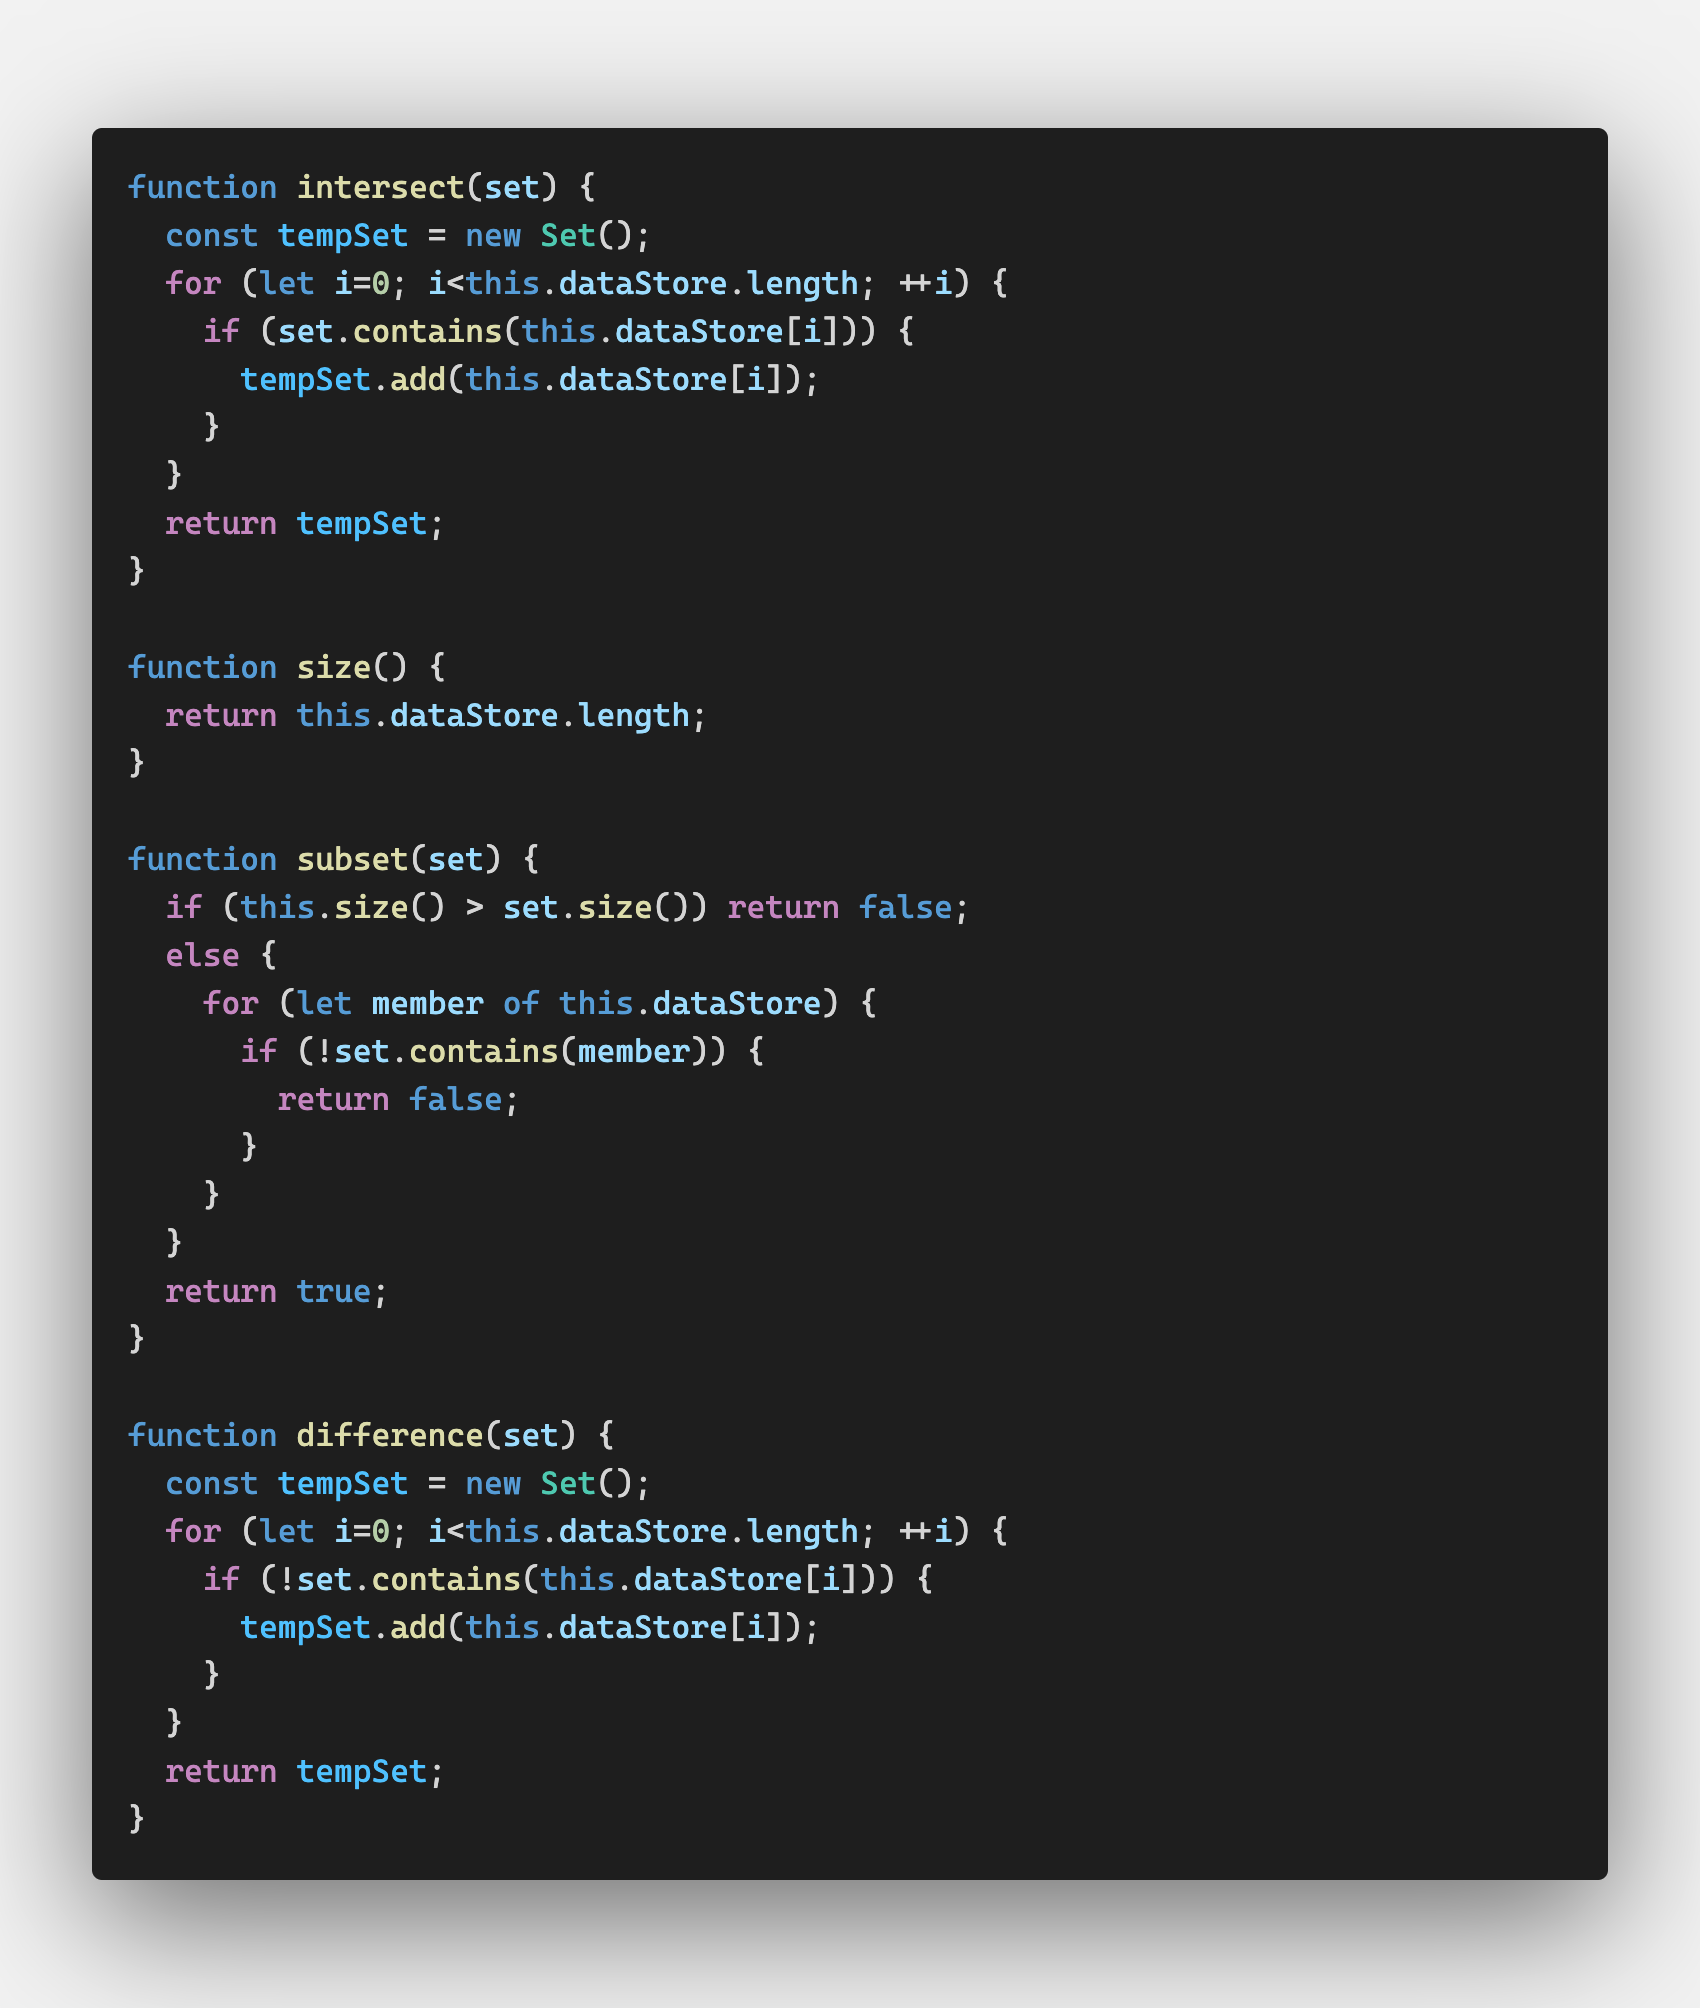 function intersect(set) {
  const tempSet = new Set();
  for (let i=0; i<this.dataStore.length; ++i) {
    if (set.contains(this.dataStore[i])) {
      tempSet.add(this.dataStore[i]);
    }
  }
  return tempSet;
}

function size() {
  return this.dataStore.length;
}

function subset(set) {
  if (this.size() > set.size()) return false;
  else {
    for (let member of this.dataStore) {
      if (!set.contains(member)) {
        return false;
      }
    }
  }
  return true;
}

function difference(set) {
  const tempSet = new Set();
  for (let i=0; i<this.dataStore.length; ++i) {
    if (!set.contains(this.dataStore[i])) {
      tempSet.add(this.dataStore[i]);
    }
  }
  return tempSet;
}